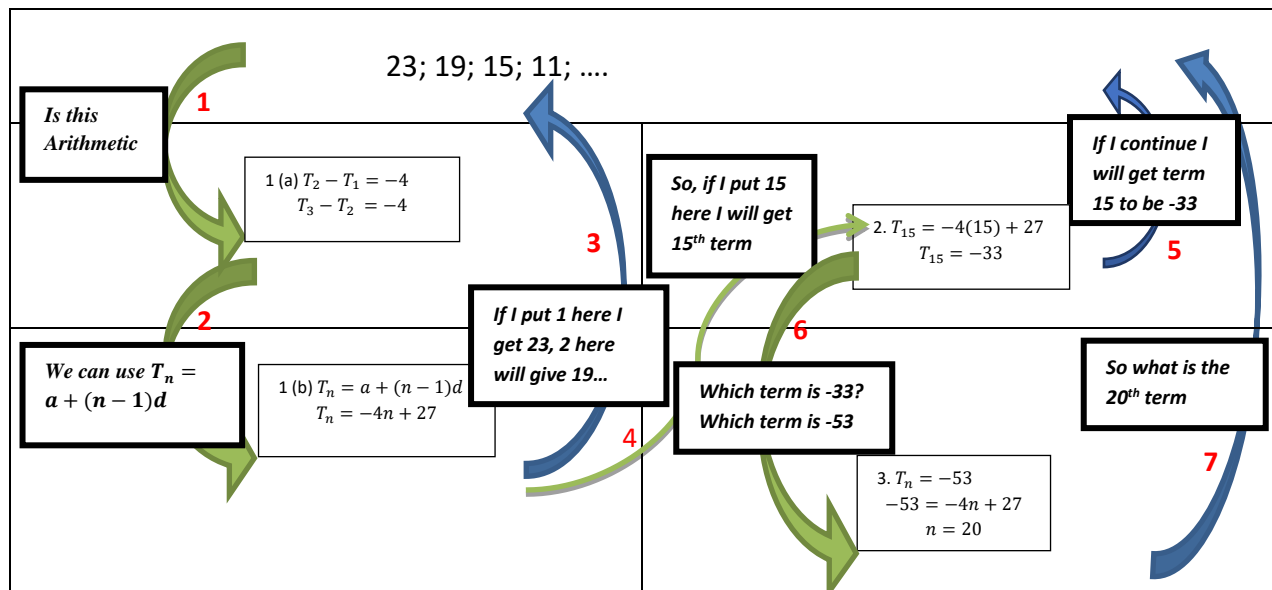 23; 19; 15; 11; ….
1
Is this
Arithmetic
1 (a) T₂ − T₁ = −4
T₃ − T₂ = −4
2
We can use Tₙ =
a + (n − 1)d
1 (b) Tₙ = a + (n − 1)d
Tₙ = −4n + 27
3
If I put 1 here I
get 23, 2 here
will give 19…
4
So, if I put 15
here I will get
15ᵗʰ term
2. T₁₅ = −4(15) + 27
T₁₅ = −33
If I continue I
will get term
15 to be -33
5
6
Which term is -33?
Which term is -53
3. Tₙ = −53
−53 = −4n + 27
n = 20
So what is the
20ᵗʰ term
7